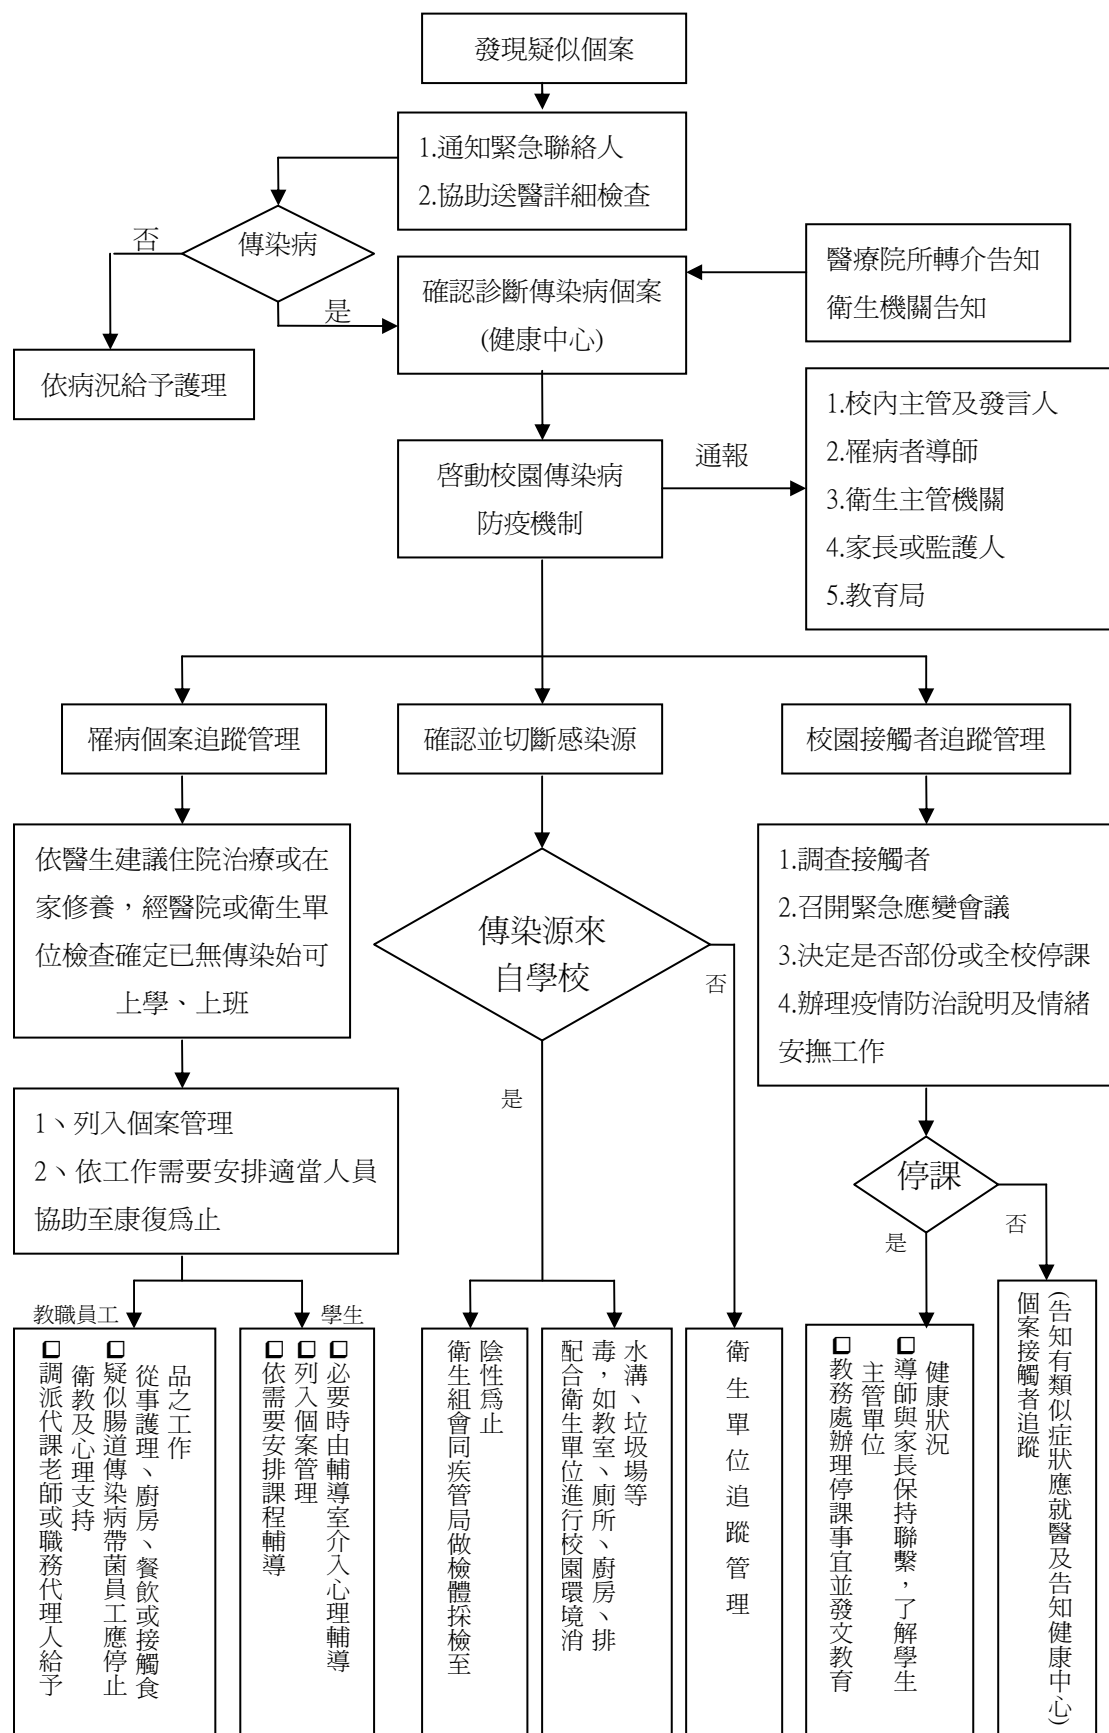 發現疑似個案
1.通知緊急聯絡人
2.協助送醫詳細檢查
傳染病
否
是
確認診斷傳染病個案
(健康中心)
醫療院所轉介告知
衛生機關告知
依病況給予護理
啓動校園傳染病
防疫機制
通報
1.校內主管及發言人
2.罹病者導師
3.衛生主管機關
4.家長或監護人
5.教育局
罹病個案追蹤管理
確認並切斷感染源
校園接觸者追蹤管理
依醫生建議住院治療或在
家修養，經醫院或衛生單
位檢查確定已無傳染始可
上學、上班
傳染源來
自學校
否
是
1.調查接觸者
2.召開緊急應變會議
3.決定是否部份或全校停課
4.辦理疫情防治說明及情緒
安撫工作
1、列入個案管理
2、依工作需要安排適當人員
協助至康復爲止
停課
是
否
教職員工
學生
❑調派代課老師或職務代理人給予
衛教及心理支持
❑疑似腸道傳染病帶菌員工應停止
從事護理、廚房、餐飲或接觸食
品之工作
❑依需要安排課程輔導
❑列入個案管理
❑必要時由輔導室介入心理輔導
衛生組會同疾管局做檢體採檢至
陰性爲止
配合衛生單位進行校園環境消
毒，如教室、廁所、廚房、排
水溝、垃圾場等
衛生單位追蹤管理
❑教務處辦理停課事宜並發文教育
主管單位
❑導師與家長保持聯繫，了解學生
健康狀況
個案接觸者追蹤
(告知有類似症狀應就醫及告知健康中心)